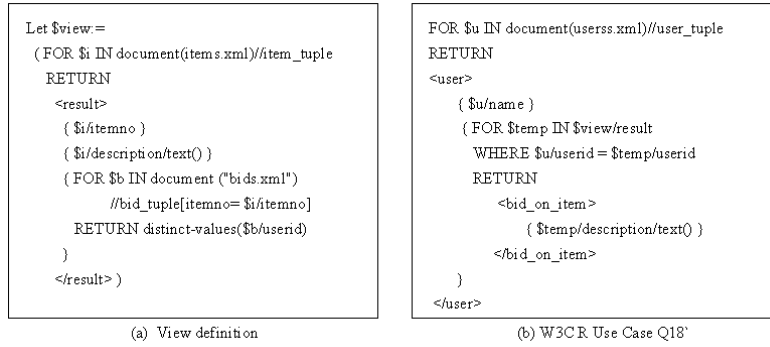 Let $view:=
( FOR $i IN document(items.xml)//item_tuple
RETURN
<result>
{ $i/itemno }
{ $i/description/text() }
{ FOR $b IN document ("bids.xml")
//bid_tuple[itemno= $i/itemno]
RETURN distinct-values($b/userid)
}
</result> )
(a) View definition
FOR $u IN document(userss.xml)//user_tuple
RETURN
<user>
{ $u/name }
{ FOR $temp IN $view/result
WHERE $u/userid = $temp/userid
RETURN
<bid_on_item>
{ $temp/description/text() }
</bid_on_item>
}
</user>
(b) W3C R Use Case Q18`